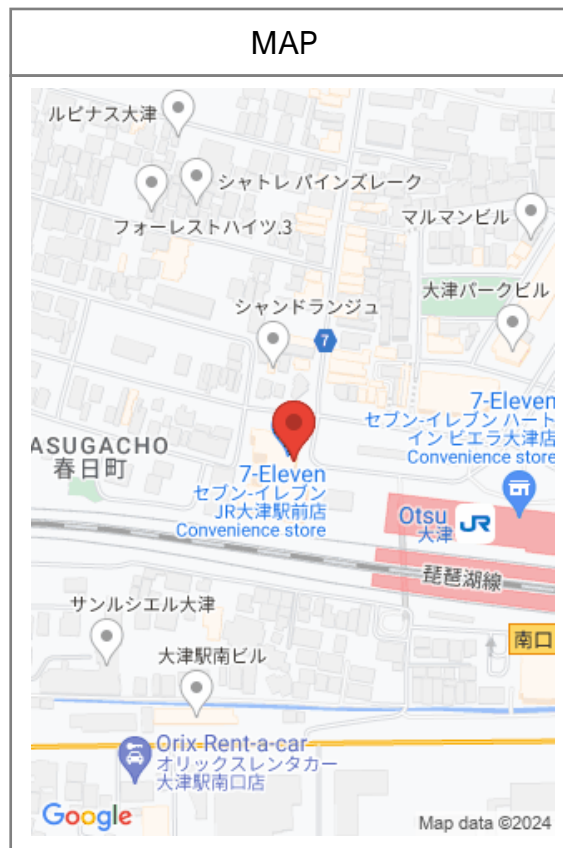 MAP
ルピナス大津
シャトレ パインズレーク
フォーレストハイツ.3
マルマンビル
大津パークビル
シャンドランジュ
7
7-Eleven
セブン-イレブン ハート
イン ビエラ大津店
Convenience store
ASUGACHO
春日町
7-Eleven
セブン-イレブン
JR大津駅前店
Convenience store
Otsu
大津
JR
琵琶湖線
サンルシエル大津
南口
大津駅南ビル
Orix Rent-a-car
オリックスレンタカー
大津駅南口店
Google
Map data ©2024